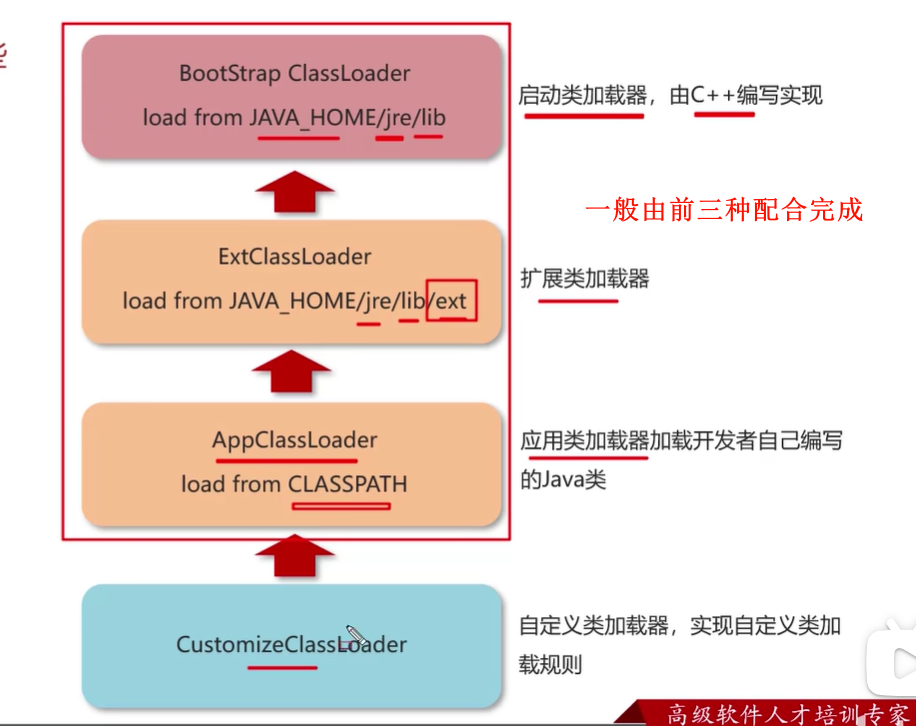 些
BootStrap ClassLoader
load from JAVA_HOME/jre/lib
启动类加载器，由C++编写实现
一般由前三种配合完成
ExtClassLoader
load from JAVA_HOME/jre/lib/ext
扩展类加载器
AppClassLoader
load from CLASSPATH
应用类加载器加载开发者自己编写
的Java类
CustomizeClassLoader
自定义类加载器，实现自定义类加
载规则
高级软件人才培训专家